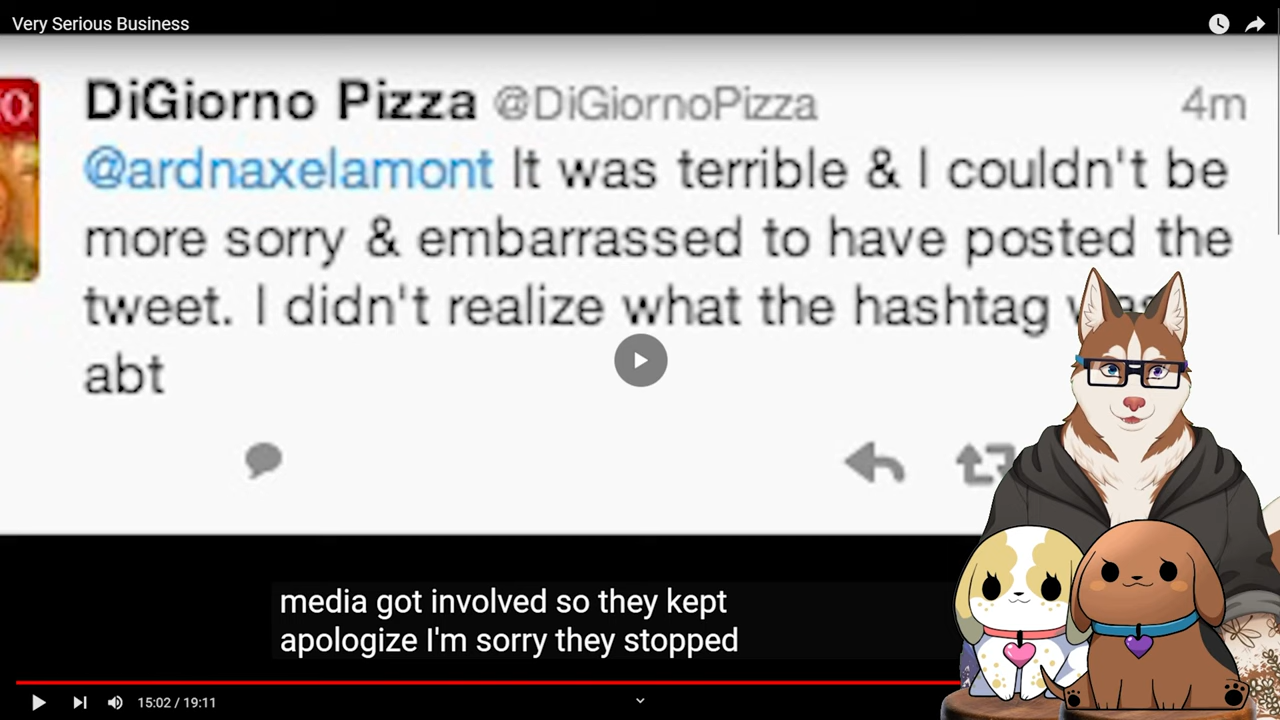 Very Serious Business
DiGiorno Pizza @DiGiornoPizza 4m
@ardnaxelamont It was terrible & I couldn't be
more sorry & embarrassed to have posted the
tweet. I didn't realize what the hashtag was
abt
media got involved so they kept
apologize I'm sorry they stopped
15:02 / 19:11